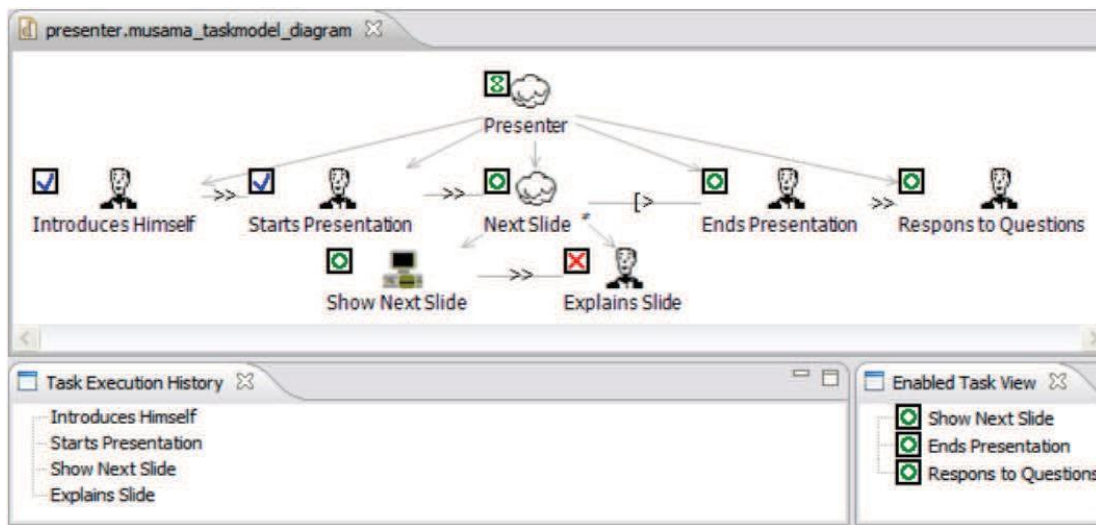 presenter.musama_taskmodel_diagram
Presenter
>> >> [> >>
Introduces Himself Starts Presentation Next Slide * Ends Presentation Respons to Questions
>>
Show Next Slide Explains Slide
Task Execution History Enabled Task View
Introduces Himself Show Next Slide
Starts Presentation Ends Presentation
Show Next Slide Respons to Questions
Explains Slide